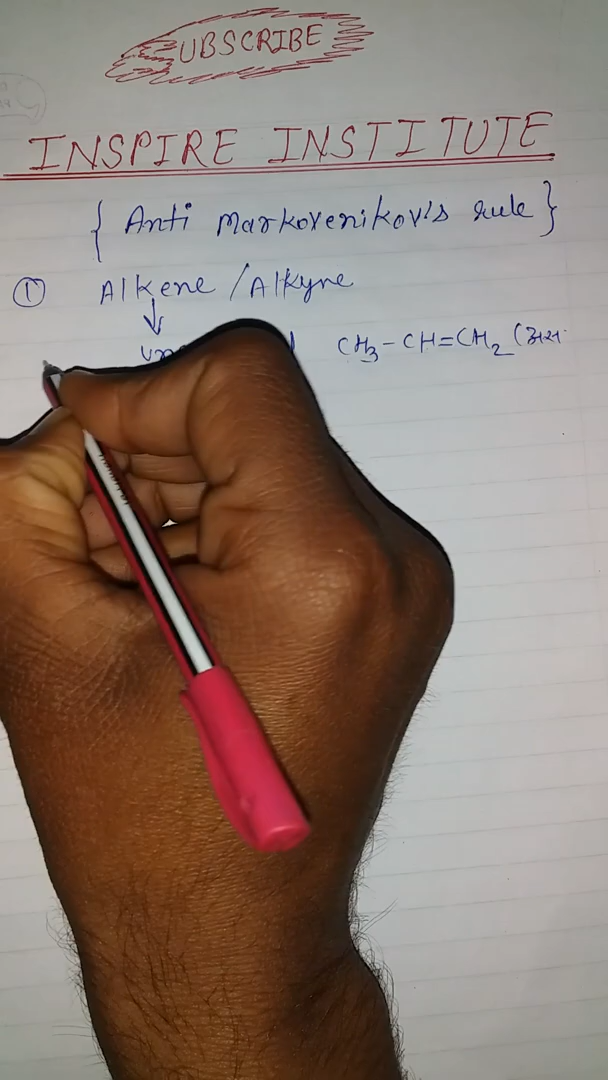 SUBSCRIBE
INSPIRE INSTITUTE
{ Anti Markovenikov's rule }
① Alkene / Alkyne
↓
CH₃-CH=CH₂